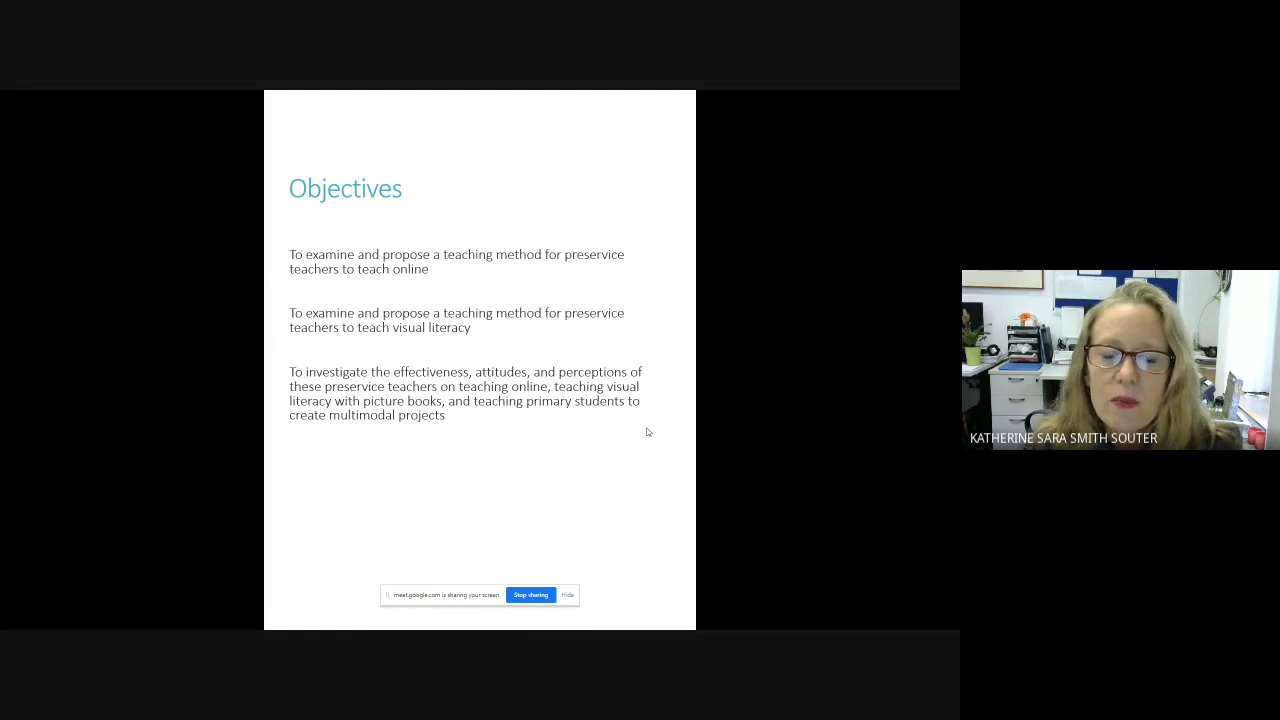 Objectives
To examine and propose a teaching method for preservice
teachers to teach online
To examine and propose a teaching method for preservice
teachers to teach visual literacy
To investigate the effectiveness, attitudes, and perceptions of
these preservice teachers on teaching online, teaching visual
literacy with picture books, and teaching primary students to
create multimodal projects
KATHERINE SARA SMITH SOUTER
meet.google.com is sharing your screen.
Stop sharing
Hide